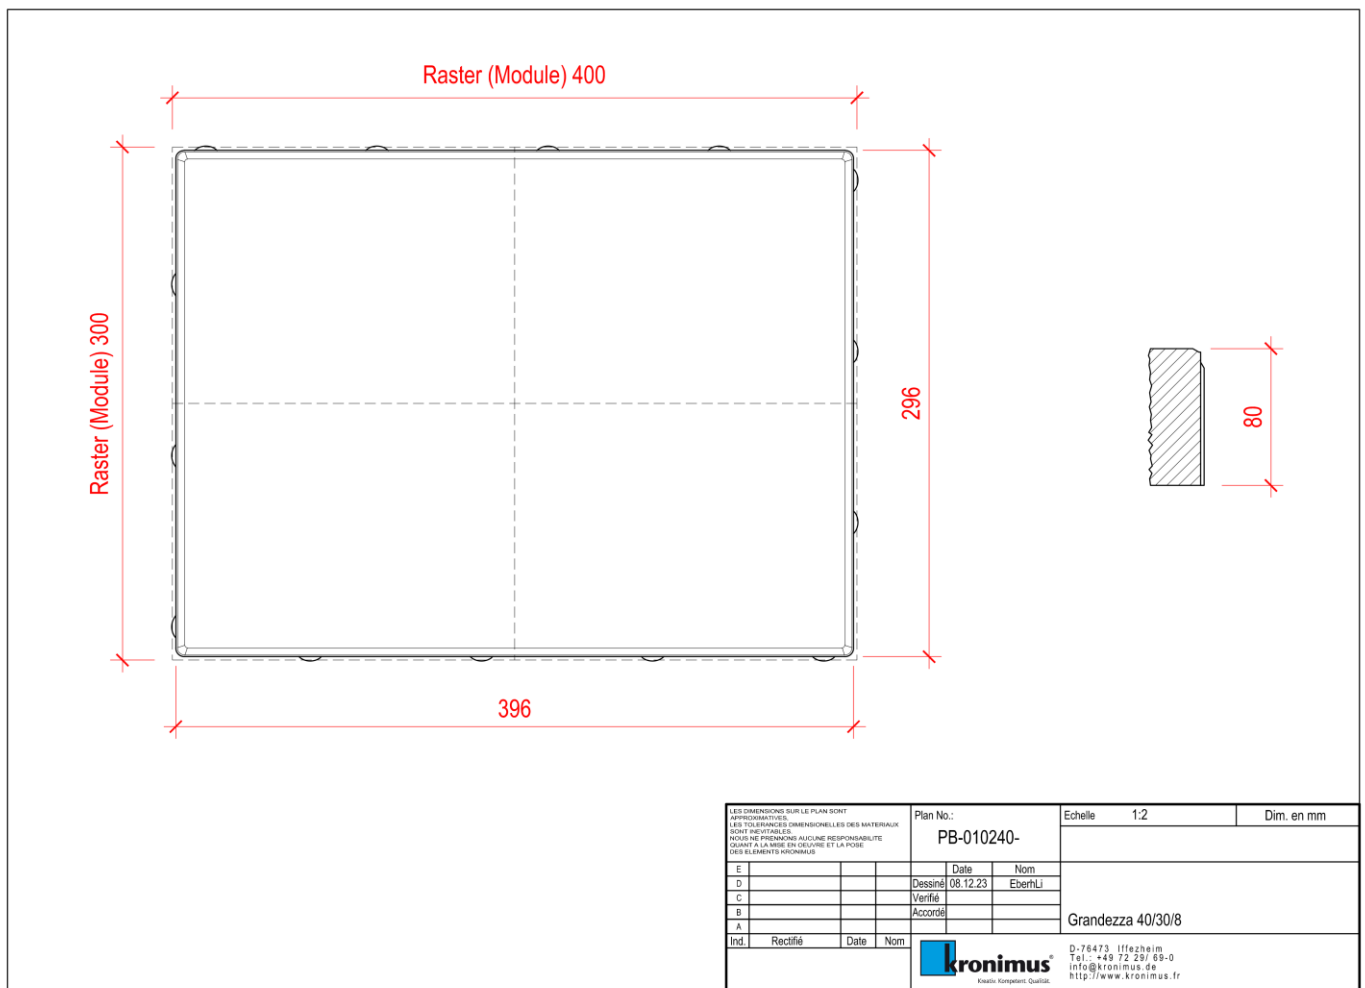 Raster (Module) 400
Raster (Module) 300
296
80
396
LES DIMENSIONS SUR LE PLAN SONT
APPROXIMATIVES,
LES TOLERANCES DIMENSIONELLES DES MATERIAUX
SONT INEVITABLES.
NOUS NE PRENNONS AUCUNE RESPONSABILITE
QUANT A LA MISE EN OEUVRE ET LA POSE
DES ELEMENTS KRONIMUS
Plan No.:
PB-010240-
Echelle 1:2
Dim. en mm
E
D
C
B
A
Ind. Rectifié Date Nom
Date Nom
Dessiné 08.12.23 EberhLi
Verifié
Accordé
Grandezza 40/30/8
kronimus®
Kreativ. Kompetent. Qualität.
D-76473 Iffezheim
Tel.: +49 72 29/ 69-0
info@kronimus.de
http://www.kronimus.fr